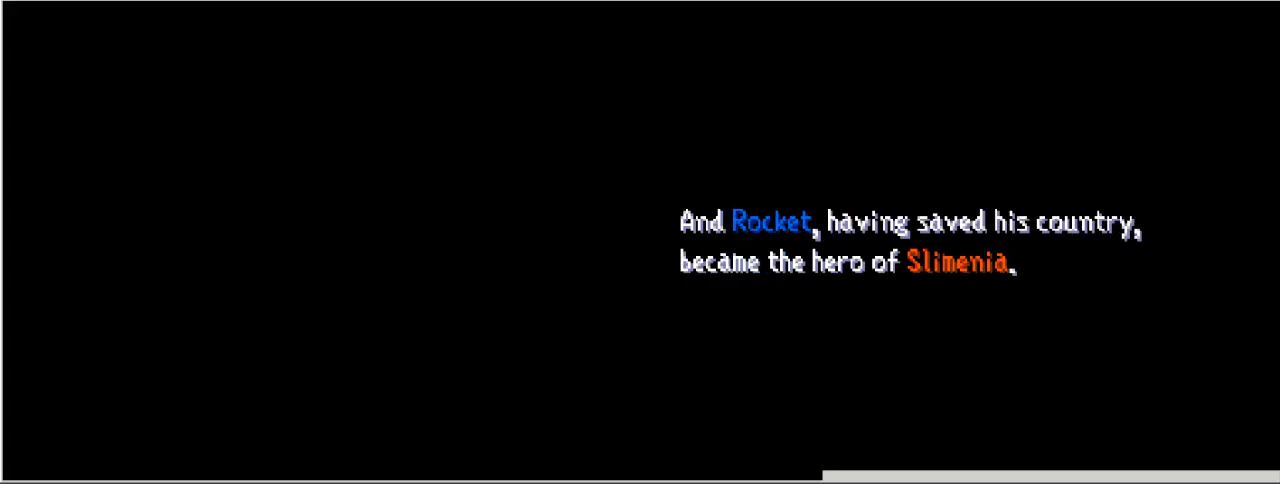 And Rocket, having saved his country,
became the hero of Slimenia.